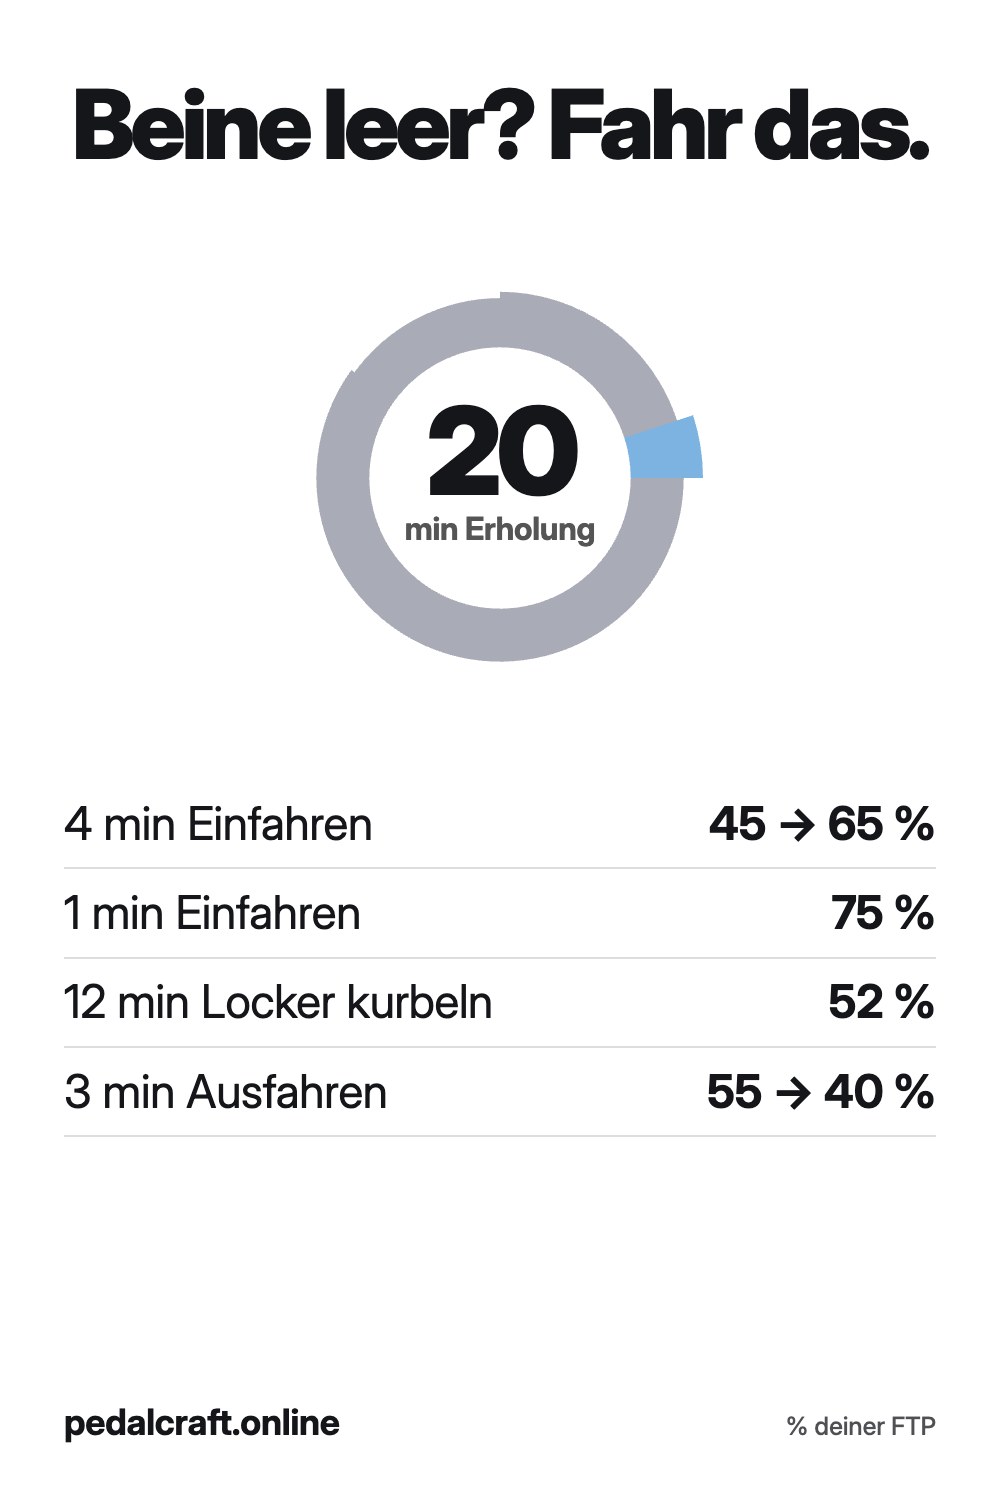 Beine leer? Fahr das.
20
min Erholung
4 min Einfahren 45 → 65 %
1 min Einfahren 75 %
12 min Locker kurbeln 52 %
3 min Ausfahren 55 → 40 %
pedalcraft.online % deiner FTP